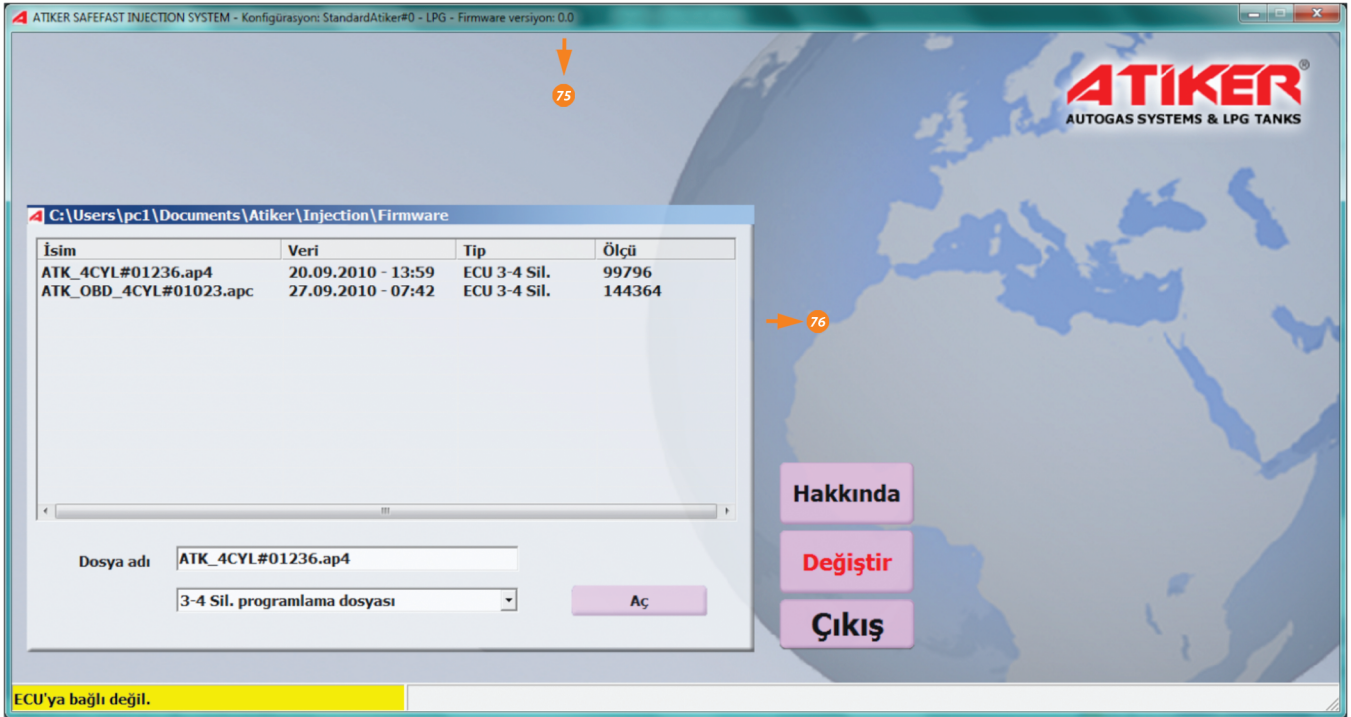 ATIKER SAFEFAST INJECTION SYSTEM - Konfigürasyon: StandardAtiker#0 - LPG - Firmware versiyon: 0.0
75
ATİKER®
AUTOGAS SYSTEMS & LPG TANKS
C:\Users\pc1\Documents\Atiker\Injection\Firmware
İsim Veri Tip Ölçü
ATK_4CYL#01236.ap4 20.09.2010 - 13:59 ECU 3-4 Sil. 99796
ATK_OBD_4CYL#01023.apc 27.09.2010 - 07:42 ECU 3-4 Sil. 144364
76
Hakkında
Dosya adı ATK_4CYL#01236.ap4
Değiştir
3-4 Sil. programlama dosyası Aç
Çıkış
ECU'ya bağlı değil.